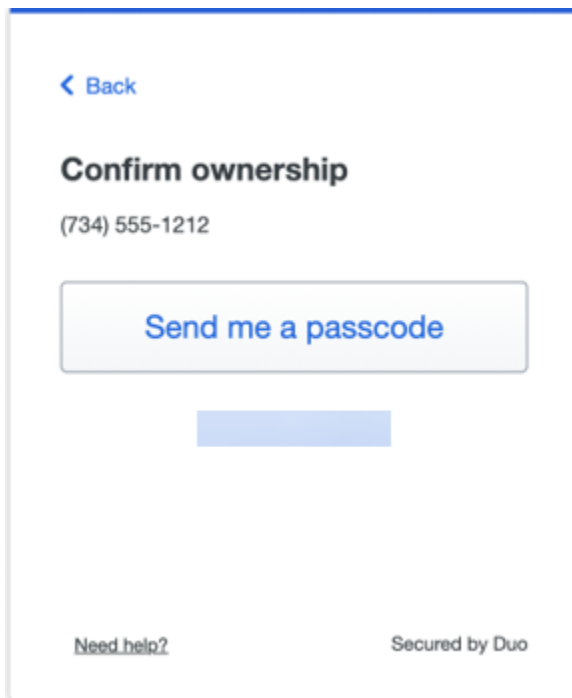 Back
Confirm ownership
(734) 555-1212
Send me a passcode
Need help?
Secured by Duo